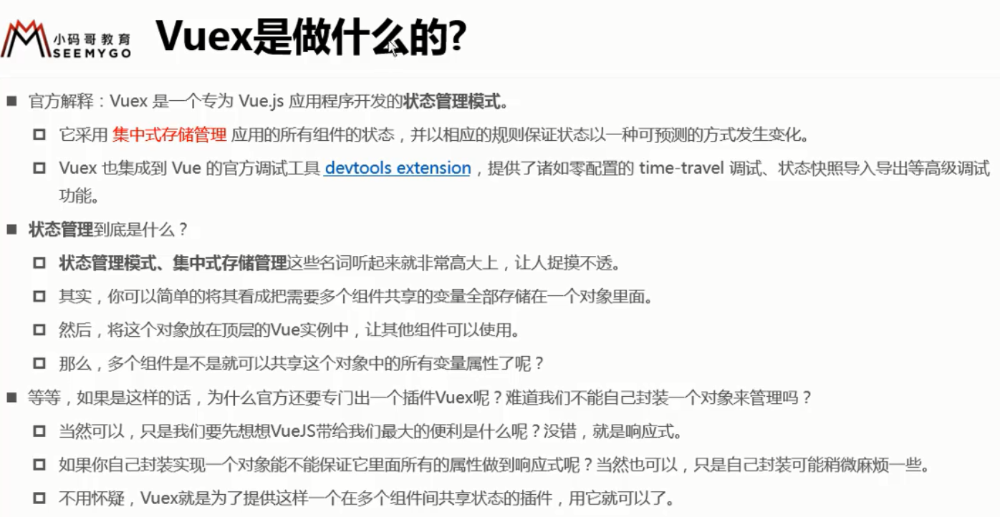 小码哥教育
SEEMYGO
Vuex是做什么的?
官方解释：Vuex 是一个专为 Vue.js 应用程序开发的状态管理模式。
它采用 集中式存储管理 应用的所有组件的状态，并以相应的规则保证状态以一种可预测的方式发生变化。
Vuex 也集成到 Vue 的官方调试工具 devtools extension，提供了诸如零配置的 time-travel 调试、状态快照导入导出等高级调试
功能。
状态管理到底是什么？
状态管理模式、集中式存储管理这些名词听起来就非常高大上，让人捉摸不透。
其实，你可以简单的将其看成把需要多个组件共享的变量全部存储在一个对象里面。
然后，将这个对象放在顶层的Vue实例中，让其他组件可以使用。
那么，多个组件是不是就可以共享这个对象中的所有变量属性了呢？
等等，如果是这样的话，为什么官方还要专门出一个插件Vuex呢？难道我们不能自己封装一个对象来管理吗？
当然可以，只是我们要先想想VueJS带给我们最大的便利是什么呢？没错，就是响应式。
如果你自己封装实现一个对象能不能保证它里面所有的属性做到响应式呢？当然也可以，只是自己封装可能稍微麻烦一些。
不用怀疑，Vuex就是为了提供这样一个在多个组件间共享状态的插件，用它就可以了。